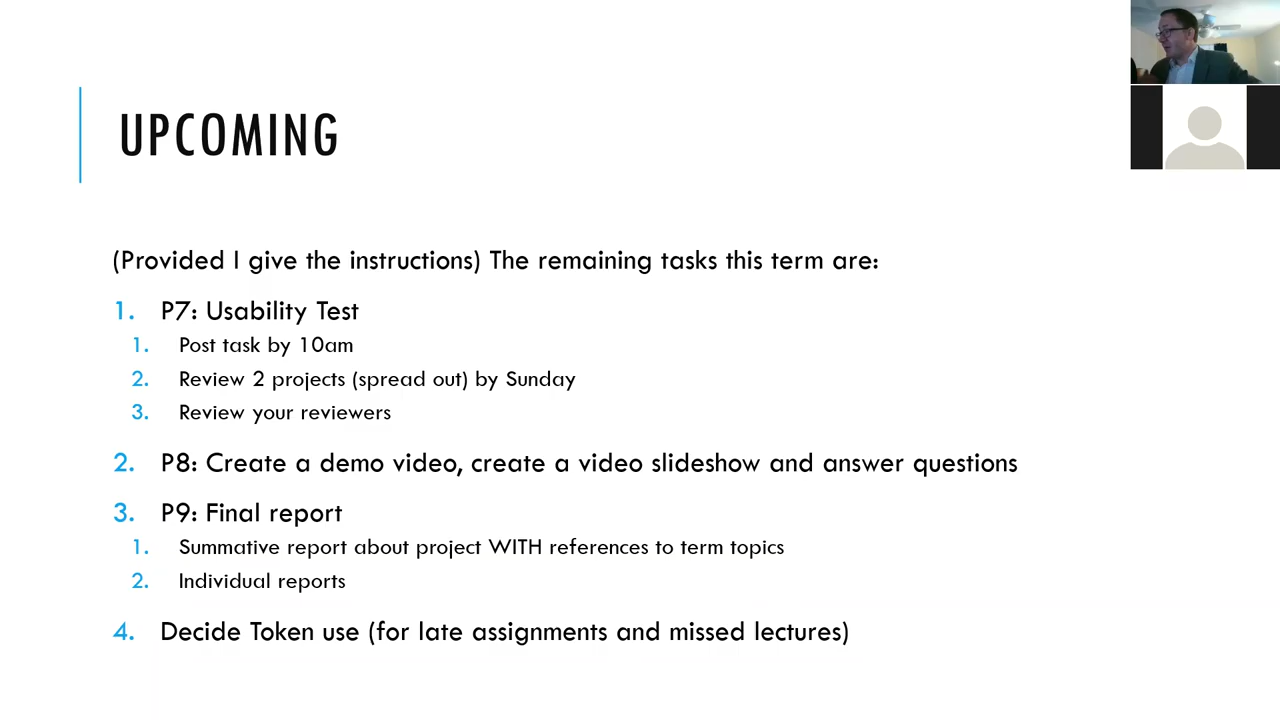 UPCOMING
(Provided I give the instructions) The remaining tasks this term are:
1. P7: Usability Test
1. Post task by 10am
2. Review 2 projects (spread out) by Sunday
3. Review your reviewers
2. P8: Create a demo video, create a video slideshow and answer questions
3. P9: Final report
1. Summative report about project WITH references to term topics
2. Individual reports
4. Decide Token use (for late assignments and missed lectures)